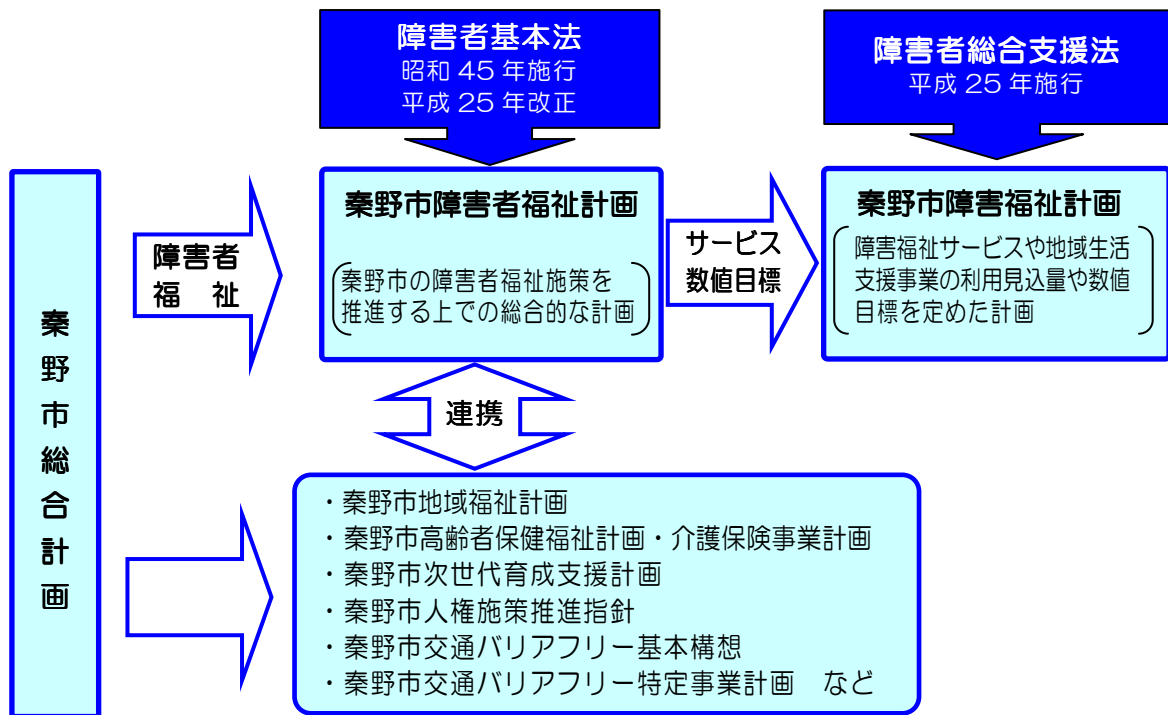 障害者基本法
昭和 45 年施行
平成 25 年改正
障害者総合支援法
平成 25 年施行
秦野市総合計画
障害者
福　祉
秦野市障害者福祉計画
秦野市の障害者福祉施策を
推進する上での総合的な計画
サービス
数値目標
秦野市障害福祉計画
障害福祉サービスや地域生活
支援事業の利用見込量や数値
目標を定めた計画
連携
・秦野市地域福祉計画
・秦野市高齢者保健福祉計画・介護保険事業計画
・秦野市次世代育成支援計画
・秦野市人権施策推進指針
・秦野市交通バリアフリー基本構想
・秦野市交通バリアフリー特定事業計画　など